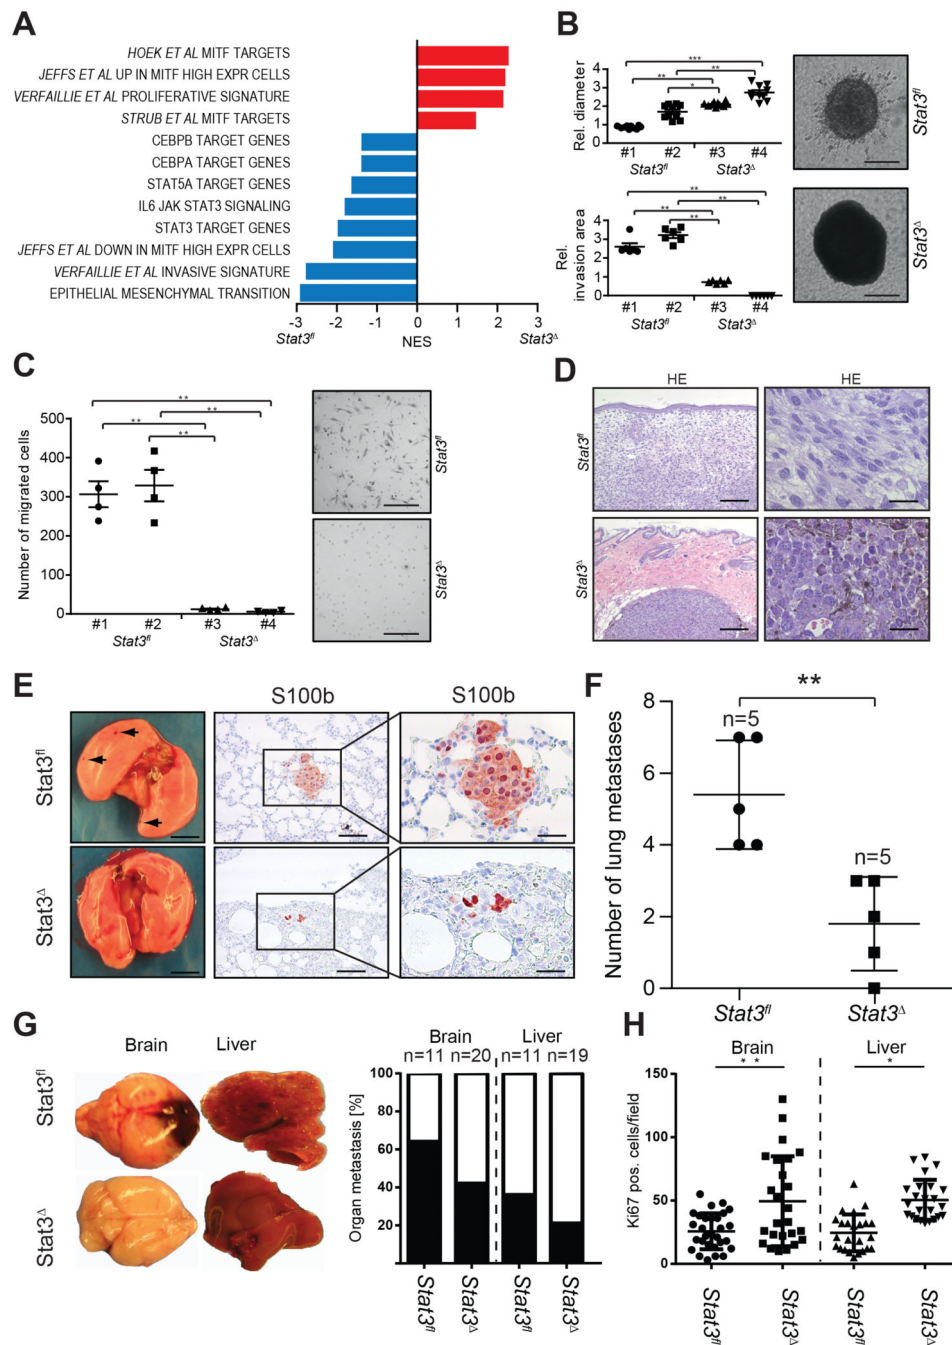 A
HOEK ET AL MITF TARGETS
JEFFS ET AL UP IN MITF HIGH EXPR CELLS
VERFAILLIE ET AL PROLIFERATIVE SIGNATURE
STRUB ET AL MITF TARGETS
CEBPB TARGET GENES
CEBPA TARGET GENES
STAT5A TARGET GENES
IL6 JAK STAT3 SIGNALING
STAT3 TARGET GENES
JEFFS ET AL DOWN IN MITF HIGH EXPR CELLS
VERFAILLIE ET AL INVASIVE SIGNATURE
EPITHELIAL MESENCHYMAL TRANSITION
-3 -2 -1 0 1 2 3
Stat3fl NES Stat3Δ
B
***
** **
*
Rel. diameter
4
3
2
1
0
#1 #2 #3 #4
Stat3fl Stat3Δ
**
**
**
**
Rel.
invasion area
4
3
2
1
0
#1 #2 #3 #4
Stat3fl Stat3Δ
Stat3fl
Stat3Δ
C
**
**
**
**
Number of migrated cells
500
400
300
200
100
0
#1 #2 #3 #4
Stat3fl Stat3Δ
Stat3fl
Stat3Δ
D
HE HE
Stat3fl
Stat3Δ
E
S100b S100b
Stat3fl
Stat3Δ
F
**
Number of lung metastases
8
6
4
2
0
n=5
n=5
Stat3fl Stat3Δ
G
Brain Liver
Stat3fl
Stat3Δ
Brain Liver
n=11 n=20 n=11 n=19
Organ metastasis [%]
100
80
60
40
20
Stat3fl Stat3Δ Stat3fl Stat3Δ
H
Brain Liver
* * *
Ki67 pos. cells/field
150
100
50
0
Stat3fl Stat3Δ Stat3fl Stat3Δ